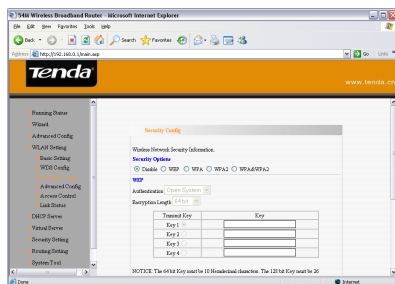 54M Wireless Broadband Router - Microsoft Internet Explorer
File Edit View Favorites Tools Help
Back Search Favorites
Address http://192.168.0.1/main.asp Go Links
Tenda
www.tenda.cn
Running Status
Wizard
Advanced Config
WLAN Setting
Basic Setting
WDS Config
Advanced Config
Access Control
Link Status
DHCP Server
Virtual Server
Security Setting
Routing Setting
System Tool
Security Config
Wireless Network Security Information.
Security Options
Disable WEP WPA WPA2 WPA&WPA2
WEP
Authentication Open System
Encryption Length 64 bit
Transmit Key Key
Key 1
Key 2
Key 3
Key 4
NOTICE: The 64 bit Key must be 10 Hexadecimal characters. The 128 bit Key must be 26
Done Internet